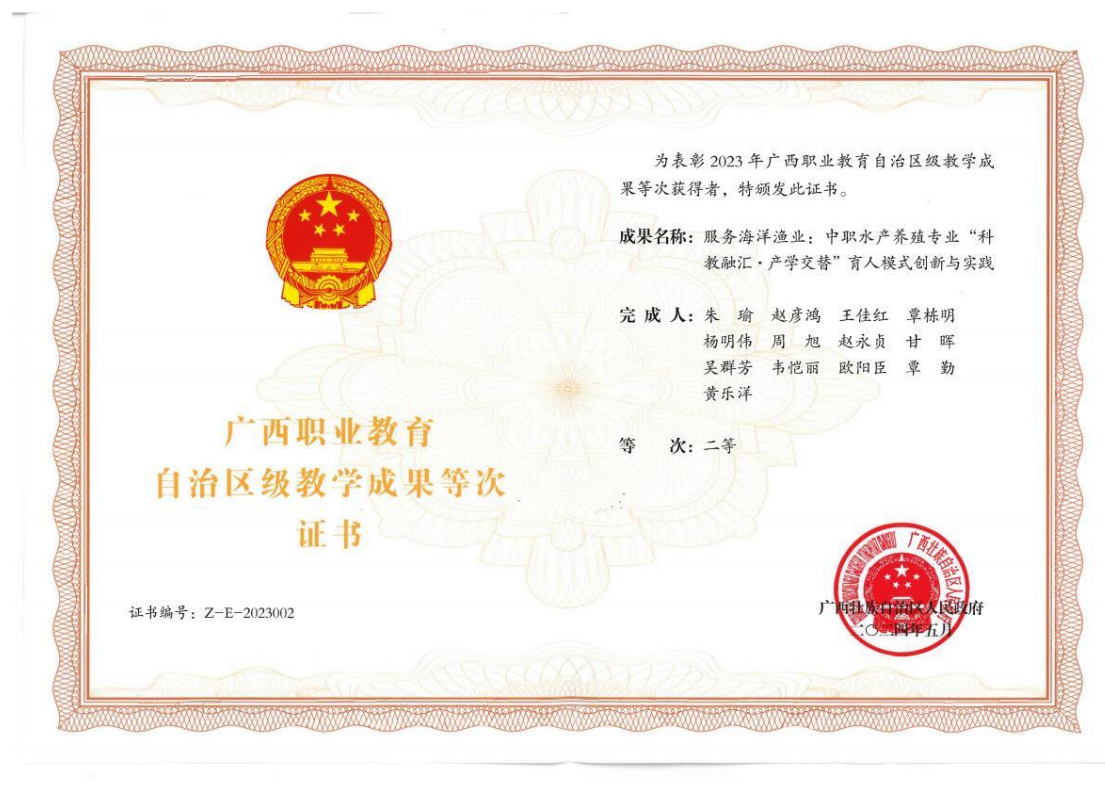 广西职业教育
自治区级教学成果等次
证书
证书编号：Z-E-2023002
为表彰 2023 年广西职业教育自治区级教学成
果等次获得者，特颁发此证书。
成果名称：服务海洋渔业：中职水产养殖专业“科
教融汇·产学交替”育人模式创新与实践
完成人：朱 瑜 赵彦鸿 王佳红 覃栋明
杨明伟 周 旭 赵永贞 甘 晖
吴群芳 韦恺丽 欧阳臣 覃 勤
黄乐洋
等 次：二等
广西壮族自治区人民政府
二〇二四年五月